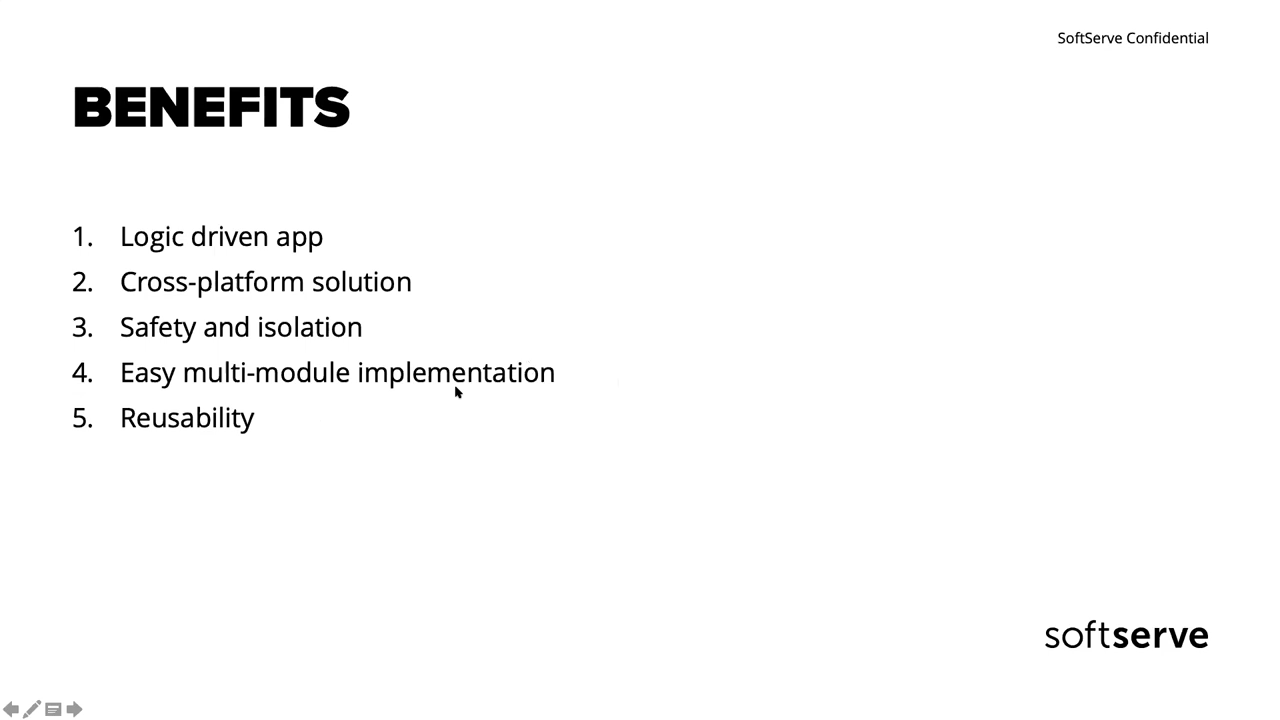 SoftServe Confidential
BENEFITS
1. Logic driven app
2. Cross-platform solution
3. Safety and isolation
4. Easy multi-module implementation
5. Reusability
softserve